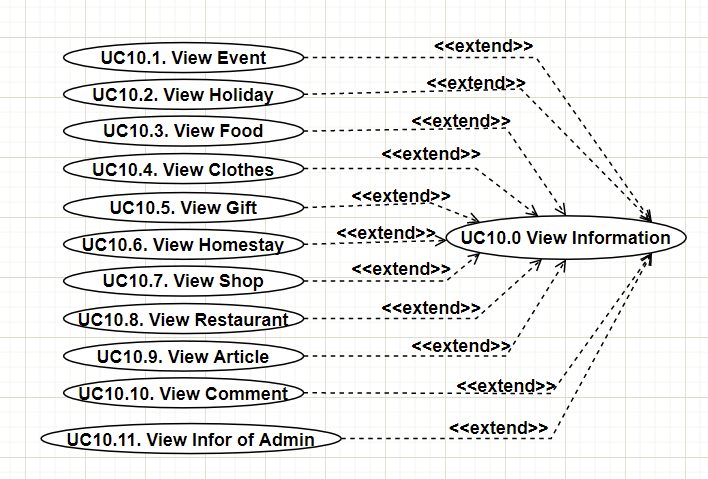 <<extend>>
UC10.1. View Event
<<extend>>
UC10.2. View Holiday
<<extend>>
UC10.3. View Food
<<extend>>
UC10.4. View Clothes
<<extend>>
UC10.5. View Gift
<<extend>>
UC10.6. View Homestay
UC10.0 View Information
<<extend>>
UC10.7. View Shop
<<extend>>
UC10.8. View Restaurant
<<extend>>
UC10.9. View Article
<<extend>>
UC10.10. View Comment
<<extend>>
UC10.11. View Infor of Admin